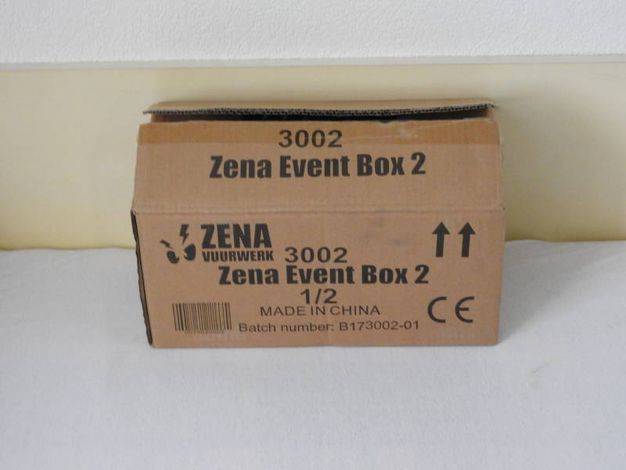 3002
Zena Event Box 2
ZENA
VUURWERK
3002
Zena Event Box 2
1/2
MADE IN CHINA
CE
Batch number: B173002-01